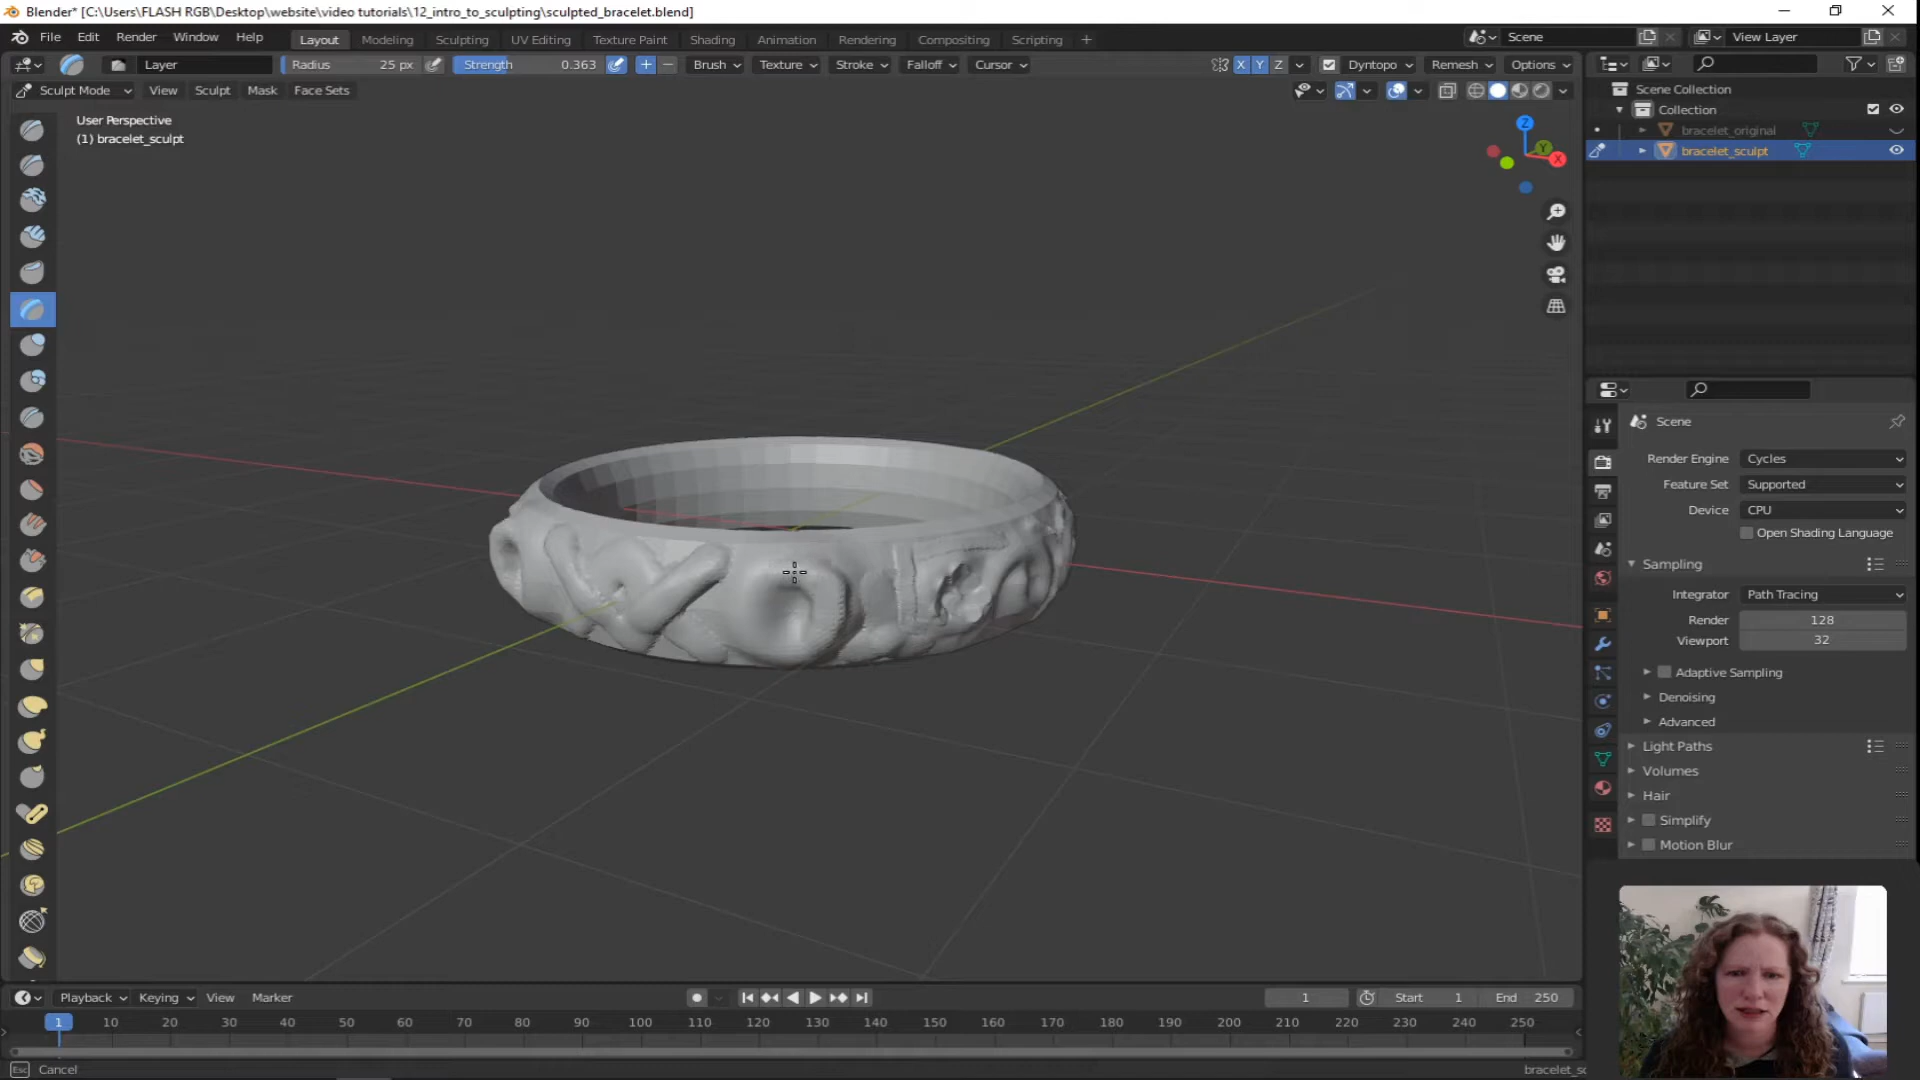 Blender* [C:\Users\FLASH RGB\Desktop\website\video tutorials\12_intro_to_sculpting\sculpted_bracelet.blend]
File Edit Render Window Help Layout Modeling Sculpting UV Editing Texture Paint Shading Animation Rendering Compositing Scripting + Scene View Layer
Layer Radius 25 px Strength 0.363 Brush Texture Stroke Falloff Cursor X Y Z Dyntopo Remesh Options
Sculpt Mode View Sculpt Mask Face Sets
Scene Collection
Collection
bracelet_original
bracelet_sculpt
User Perspective
(1) bracelet_sculpt
Z
Y
X
Scene
Render Engine Cycles
Feature Set Supported
Device CPU
Open Shading Language
Sampling
Integrator Path Tracing
Render 128
Viewport 32
Adaptive Sampling
Denoising
Advanced
Light Paths
Volumes
Hair
Simplify
Motion Blur
Playback Keying View Marker 1 Start 1 End 250
1 10 20 30 40 50 60 70 80 90 100 110 120 130 140 150 160 170 180 190 200 210 220 230 240 250
Esc Cancel bracelet_sc